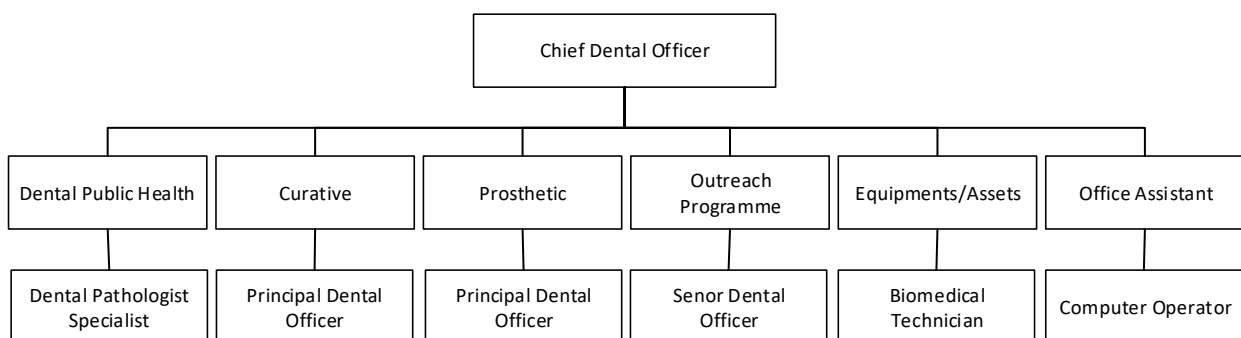 Chief Dental Officer
Dental Public Health
Curative
Prosthetic
Outreach
Programme
Equipments/Assets
Office Assistant
Dental Pathologist
Specialist
Principal Dental
Officer
Principal Dental
Officer
Senor Dental
Officer
Biomedical
Technician
Computer Operator